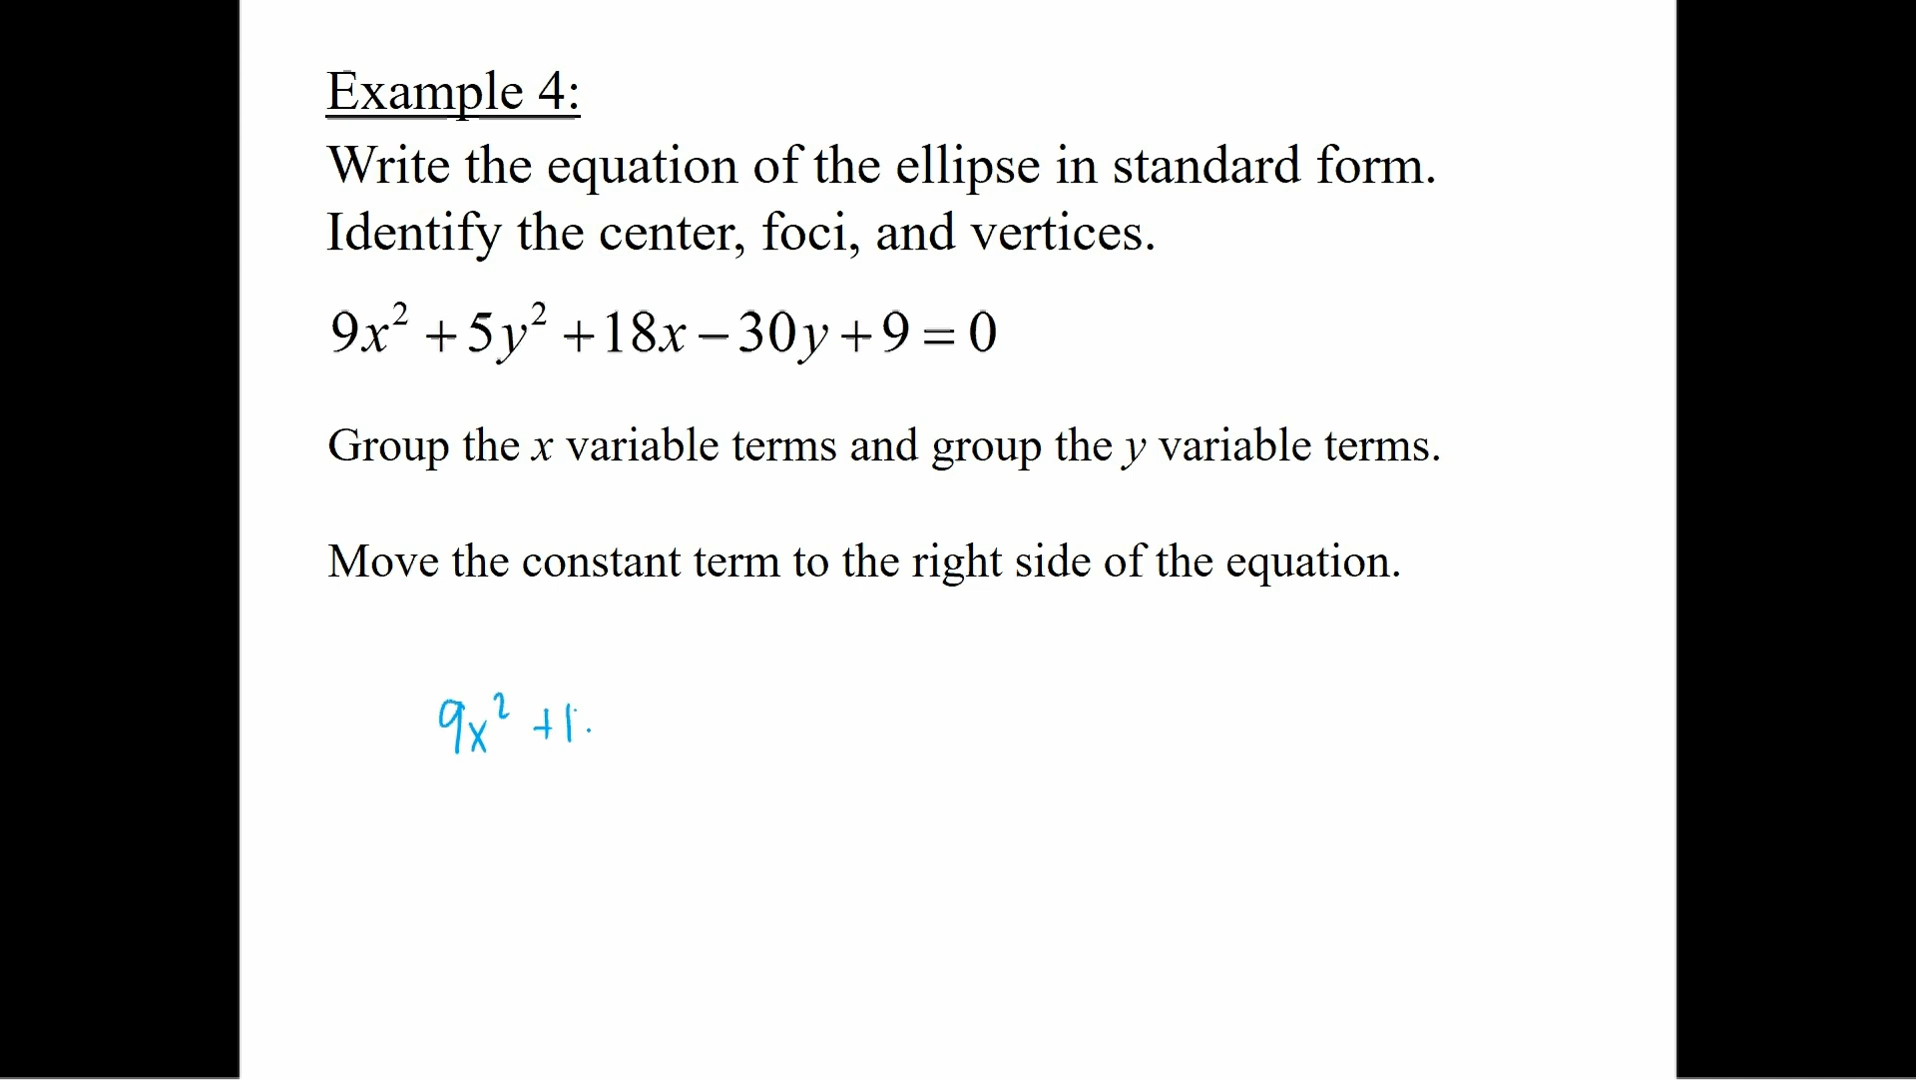 Example 4:
Write the equation of the ellipse in standard form.
Identify the center, foci, and vertices.
9x² + 5y² + 18x − 30y + 9 = 0
Group the x variable terms and group the y variable terms.
Move the constant term to the right side of the equation.
9x² + 1